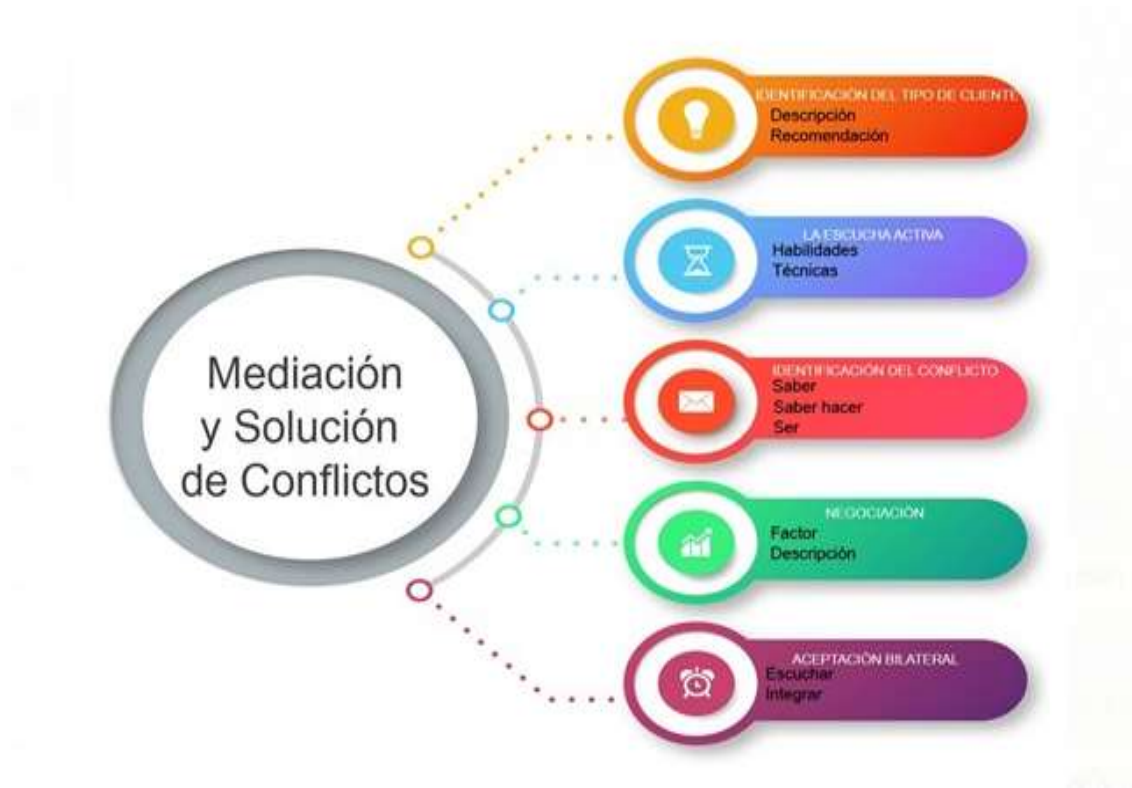 Mediación
y Solución
de Conflictos
IDENTIFICACIÓN DEL TIPO DE CLIENTE
Descripción
Recomendación
LA ESCUCHA ACTIVA
Habilidades
Técnicas
IDENTIFICACIÓN DEL CONFLICTO
Saber
Saber hacer
Ser
NEGOCIACIÓN
Factor
Descripción
ACEPTACIÓN BILATERAL
Escuchar
Integrar